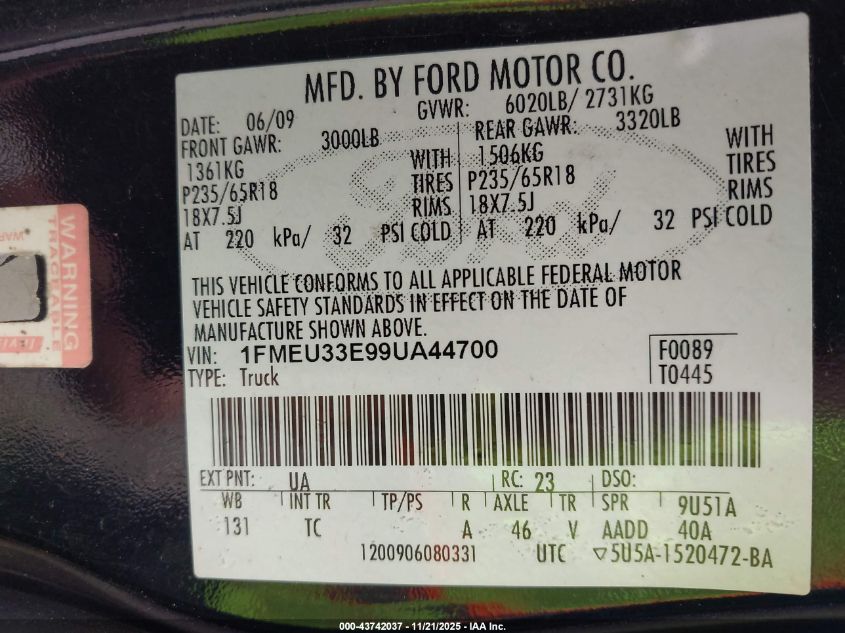 MFD. BY FORD MOTOR CO.
DATE: 06/09 GVWR: 6020LB/ 2731KG
FRONT GAWR: 3000LB REAR GAWR: 3320LB
1361KG WITH 1506KG WITH
P235/65R18 TIRES P235/65R18 TIRES
18X7.5J RIMS 18X7.5J RIMS
AT 220 kPa/ 32 PSI COLD AT 220 kPa/ 32 PSI COLD
THIS VEHICLE CONFORMS TO ALL APPLICABLE FEDERAL MOTOR
VEHICLE SAFETY STANDARDS IN EFFECT ON THE DATE OF
MANUFACTURE SHOWN ABOVE.
VIN: 1FMEU33E99UA44700 F0089
TYPE: Truck T0445
EXT PNT: UA RC: 23 DSO:
WB INT TR TP/PS R AXLE TR SPR 9U51A
131 TC A 46 V AADD 40A
1200906080331 UTC ▽5U5A-1520472-BA
WARNING
TRACEABLE
000-43742037 - 11/21/2025 - IAA Inc.